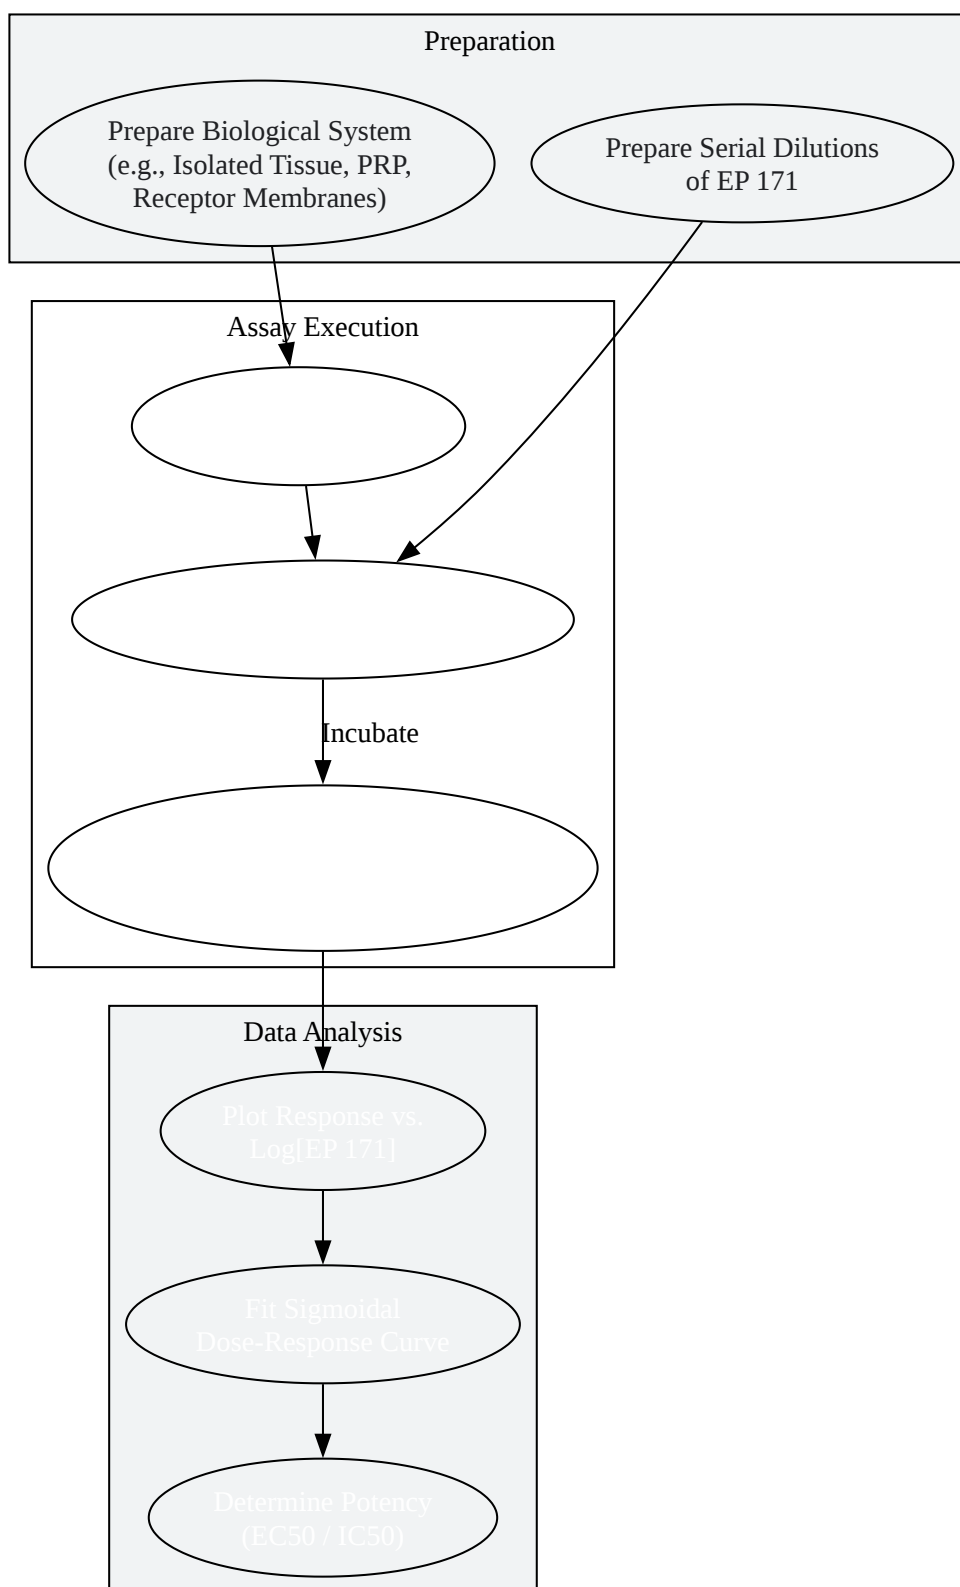 Preparation
Prepare Biological System
(e.g., Isolated Tissue, PRP,
Receptor Membranes)
Prepare Serial Dilutions
of EP 171
Assay Execution
Incubate
Data Analysis
Plot Response vs.
Log[EP 171]
Fit Sigmoidal
Dose-Response Curve
Determine Potency
(EC50 / IC50)